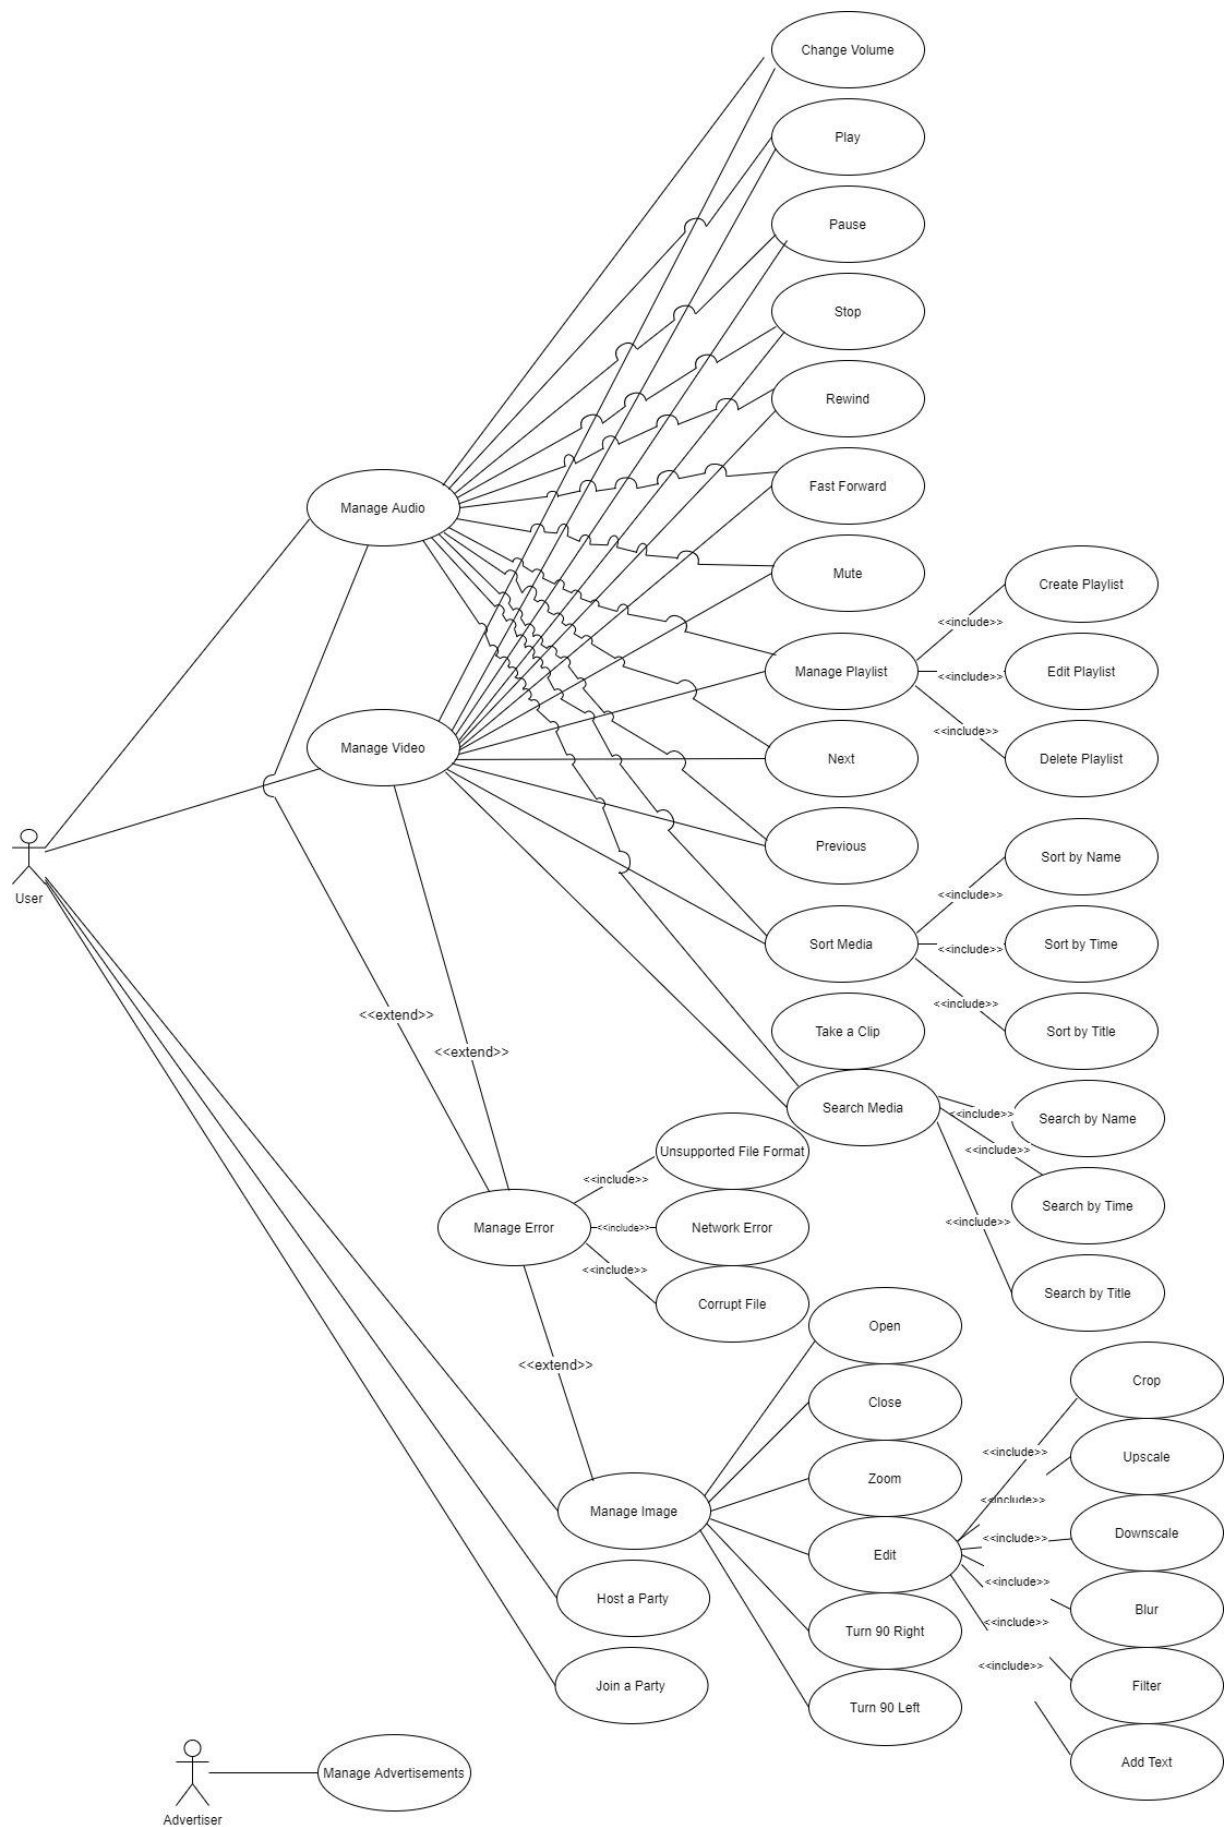 Change Volume
Play
Pause
Stop
Rewind
Fast Forward
Manage Audio
Mute
Create Playlist
<<include>>
Manage Playlist
Edit Playlist
<<include>>
<<include>>
Delete Playlist
Manage Video
Next
Previous
Sort by Name
User
<<include>>
Sort Media
Sort by Time
<<include>>
<<include>>
Sort by Title
<<extend>>
Take a Clip
<<extend>>
Search Media
<<include>>
Search by Name
Unsupported File Format
<<include>>
<<include>>
Search by Time
Manage Error
<<include>>
Network Error
<<include>>
<<include>>
Corrupt File
Search by Title
Open
<<extend>>
Crop
Close
<<include>>
Upscale
Zoom
<<include>>
Manage Image
Downscale
<<include>>
Edit
<<include>>
Host a Party
Blur
<<include>>
Turn 90 Right
<<include>>
Join a Party
Filter
Turn 90 Left
Add Text
Manage Advertisements
Advertiser